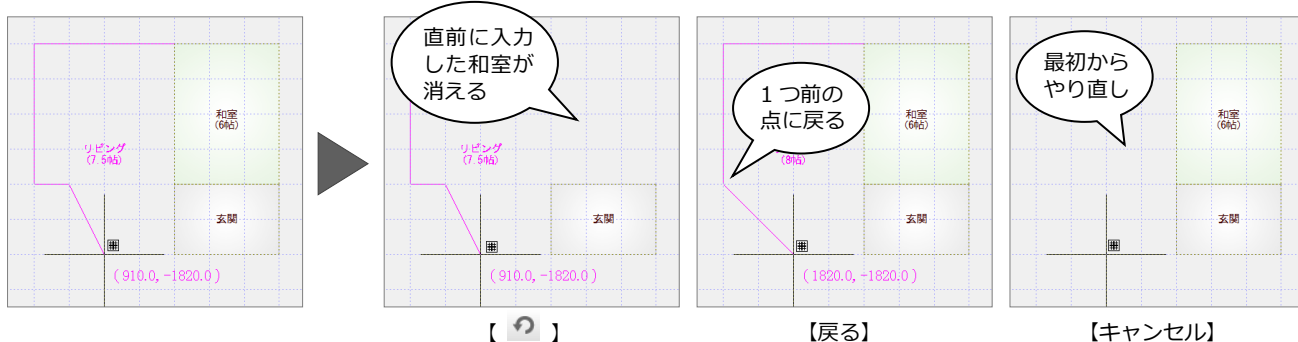 和室
(6帖)
リビング
(7.5帖)
玄関
(910.0, -1820.0)
直前に入力
した和室が
消える
リビング
(7.5帖)
玄関
(910.0, -1820.0)
【 】
1つ前の
点に戻る
和室
(6帖)
(8帖)
玄関
(1820.0, -1820.0)
【戻る】
最初から
やり直し
和室
(6帖)
玄関
【キャンセル】